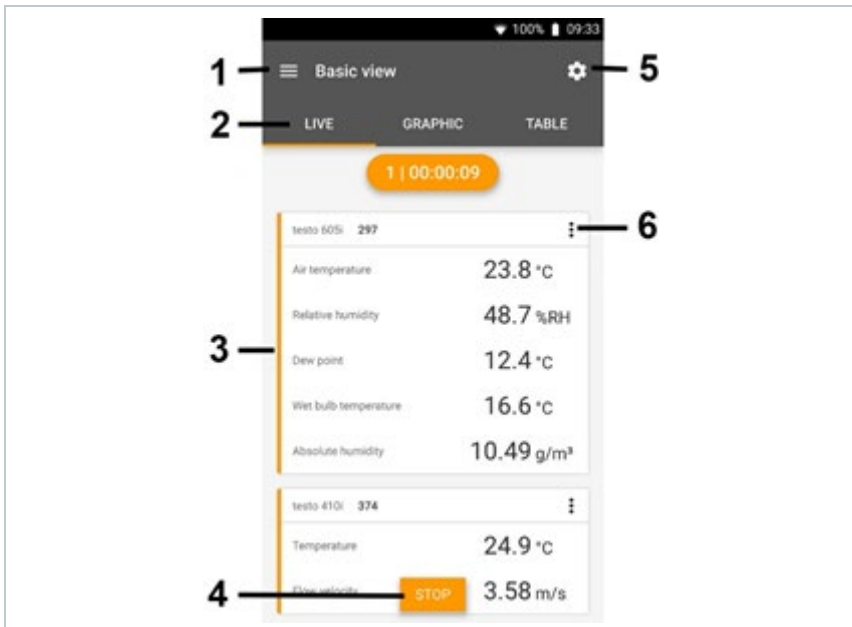 100% 09:33
1 Basic view 5
2 LIVE GRAPHIC TABLE
1 | 00:00:09
testo 605i 297 6
Air temperature 23.8 °C
Relative humidity 48.7 %RH
3 Dew point 12.4 °C
Wet bulb temperature 16.6 °C
Absolute humidity 10.49 g/m³
testo 410i 374
Temperature 24.9 °C
4 Flow velocity STOP 3.58 m/s